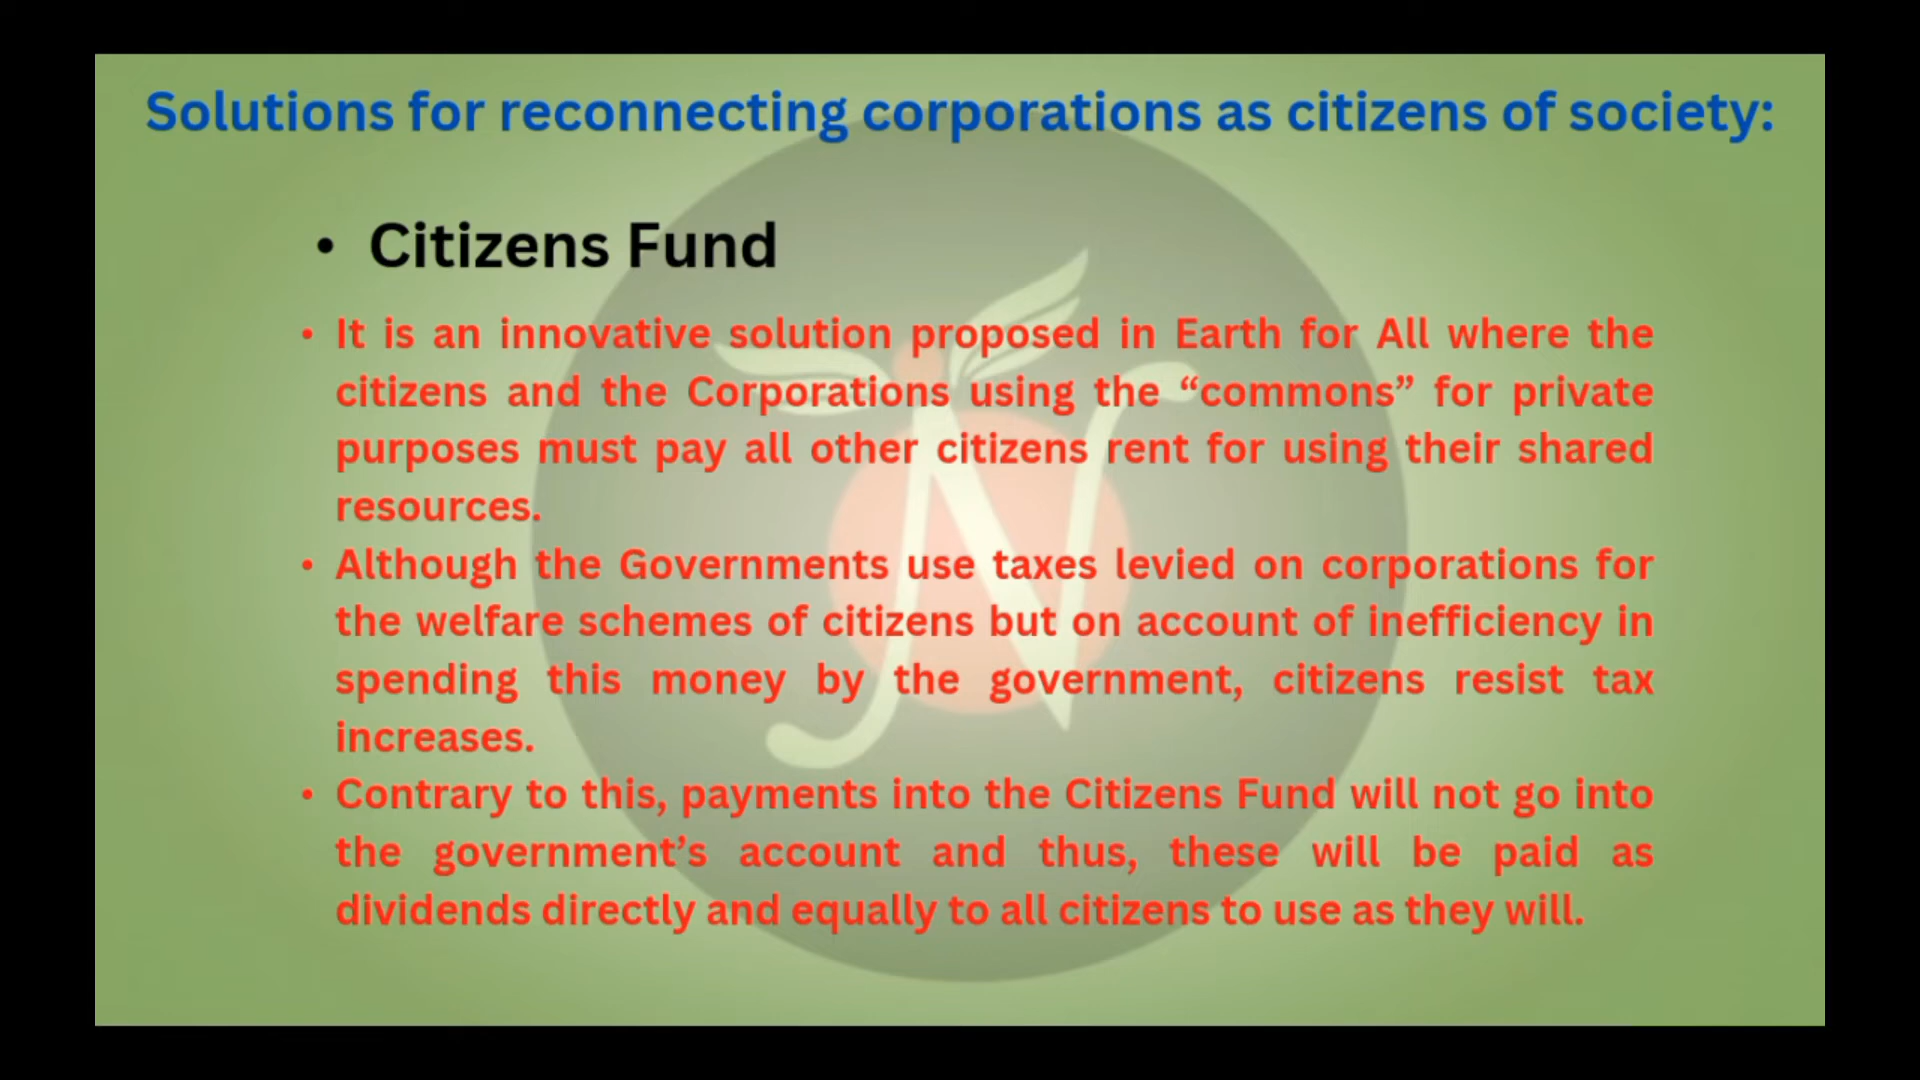 Solutions for reconnecting corporations as citizens of society:
• Citizens Fund
• It is an innovative solution proposed in Earth for All where the
citizens and the Corporations using the “commons” for private
purposes must pay all other citizens rent for using their shared
resources.
• Although the Governments use taxes levied on corporations for
the welfare schemes of citizens but on account of inefficiency in
spending this money by the government, citizens resist tax
increases.
• Contrary to this, payments into the Citizens Fund will not go into
the government’s account and thus, these will be paid as
dividends directly and equally to all citizens to use as they will.